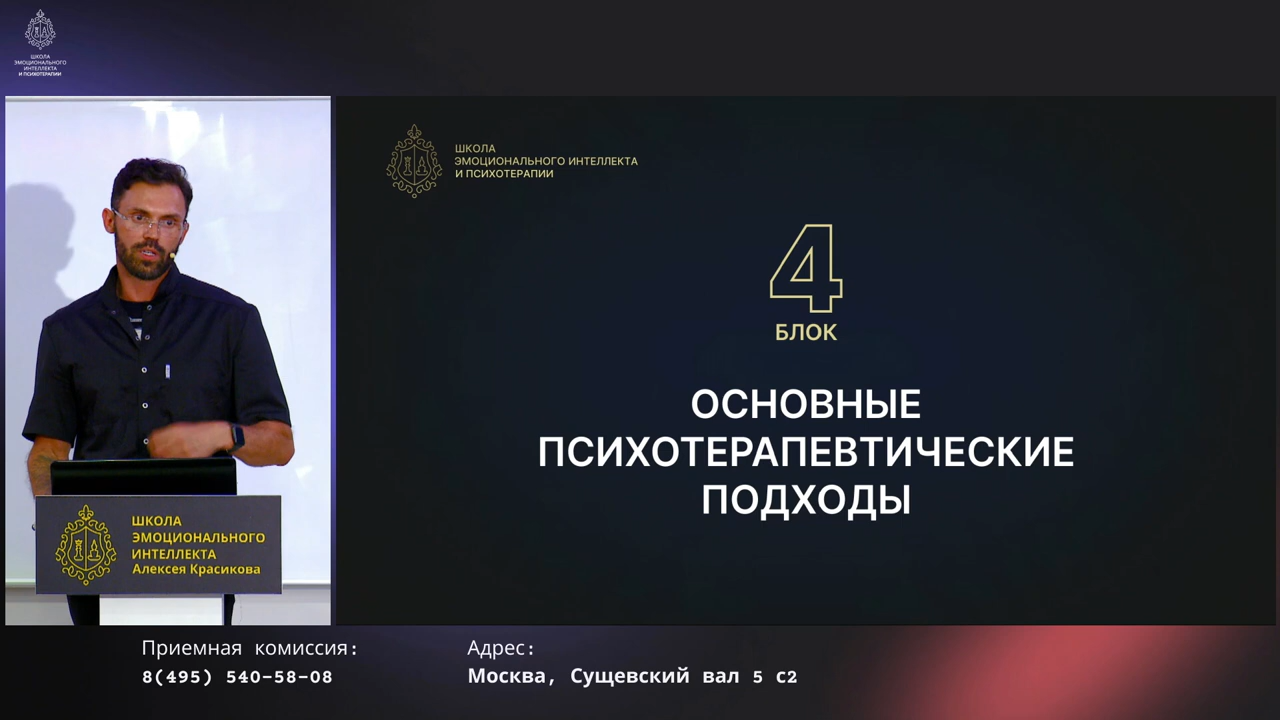 ШКОЛА
ЭМОЦИОНАЛЬНОГО
ИНТЕЛЛЕКТА
И ПСИХОТЕРАПИИ
ШКОЛА
ЭМОЦИОНАЛЬНОГО ИНТЕЛЛЕКТА
И ПСИХОТЕРАПИИ
4
БЛОК
ОСНОВНЫЕ
ПСИХОТЕРАПЕВТИЧЕСКИЕ
ПОДХОДЫ
ШКОЛА
ЭМОЦИОНАЛЬНОГО
ИНТЕЛЛЕКТА
Алексея Красикова
Приемная комиссия:
8(495) 540-58-08
Адрес:
Москва, Сущевский вал 5 с2